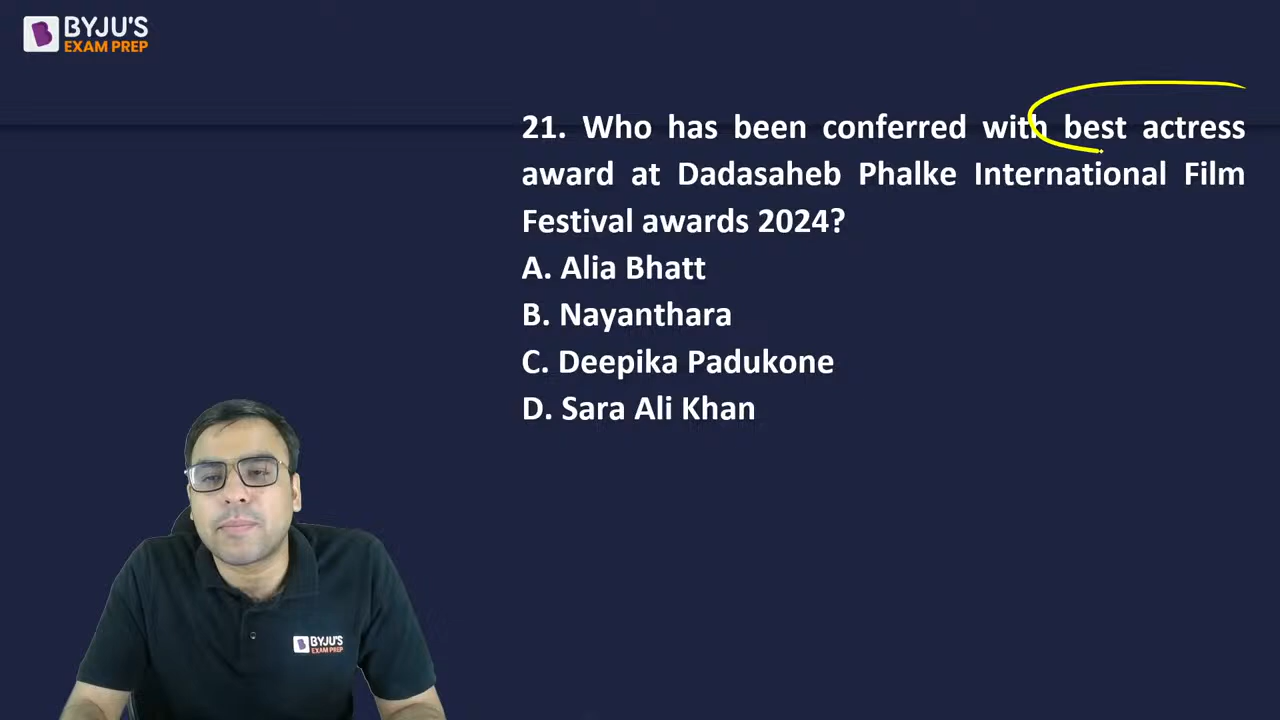 BYJU'S
EXAM PREP
21. Who has been conferred with best actress
award at Dadasaheb Phalke International Film
Festival awards 2024?
A. Alia Bhatt
B. Nayanthara
C. Deepika Padukone
D. Sara Ali Khan
BYJU'S
EXAM PREP